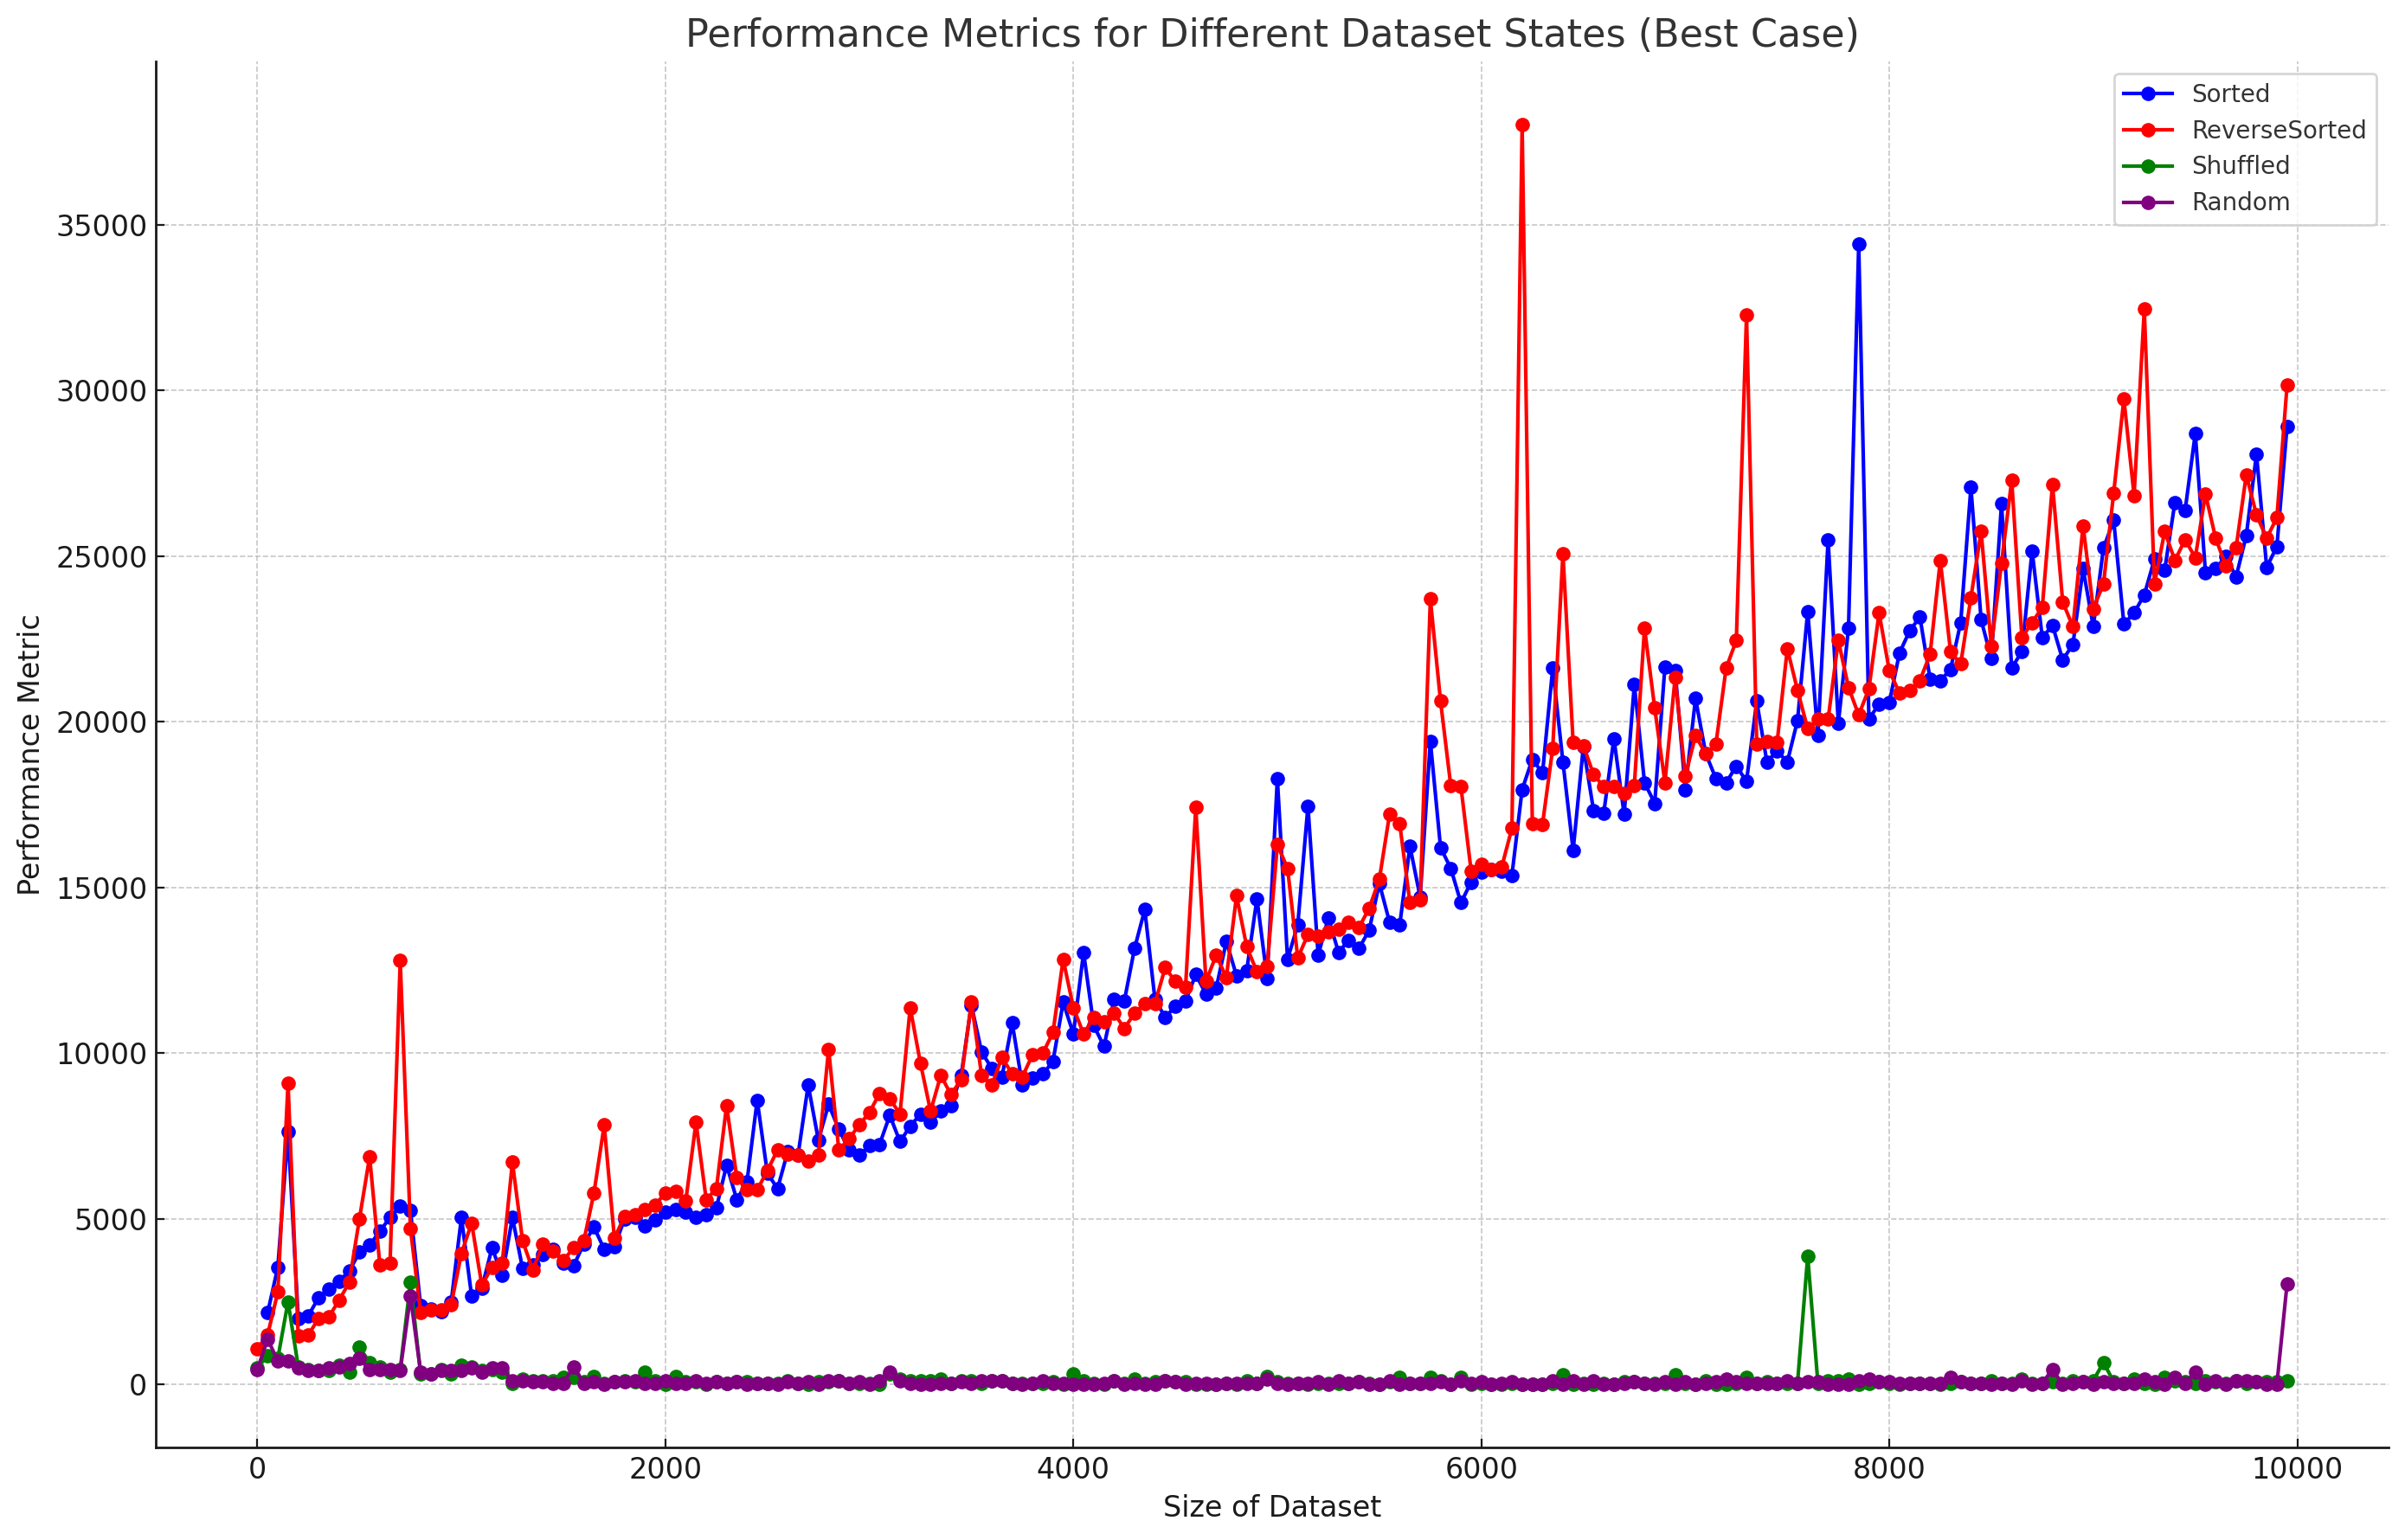 Performance Metrics for Different Dataset States (Best Case)
Sorted
ReverseSorted
Shuffled
Random
Performance Metric
35000
30000
25000
20000
15000
10000
5000
0
0 2000 4000 6000 8000 10000
Size of Dataset